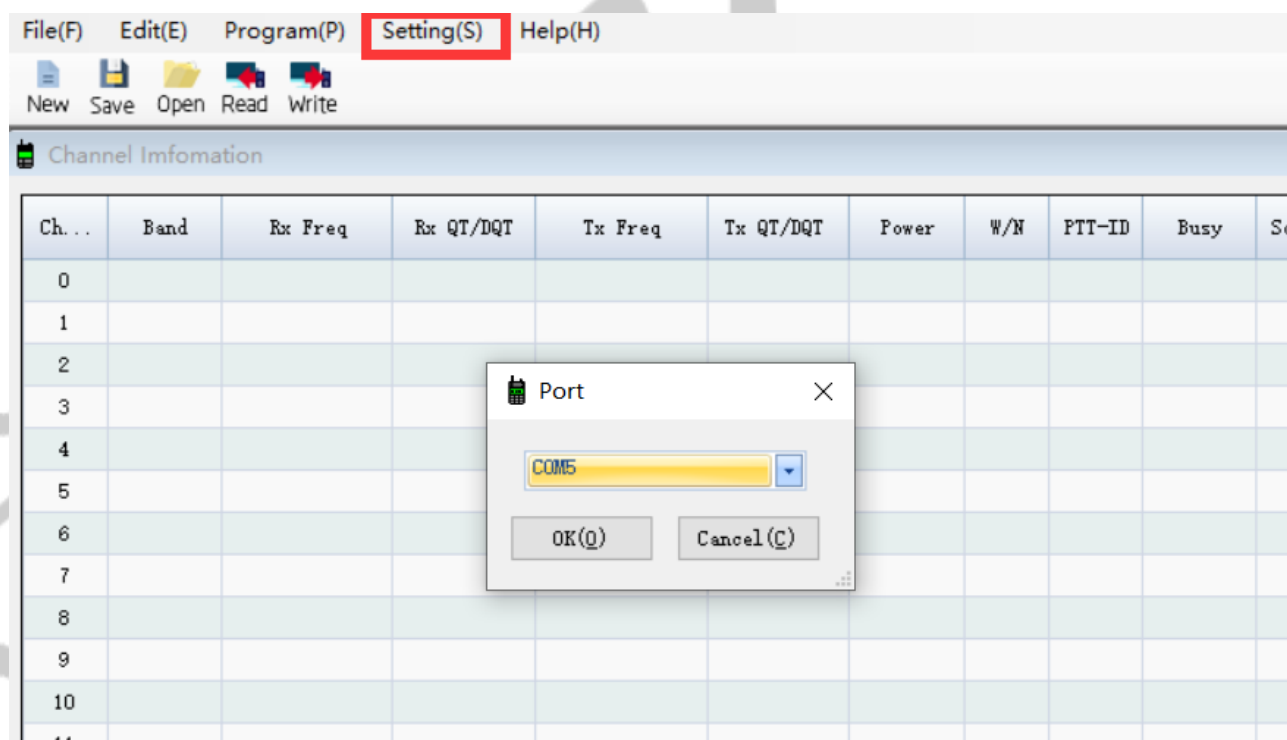 File(F) Edit(E) Program(P) Setting(S) Help(H)
New Save Open Read Write
Channel Imfomation
Ch... Band Rx Freq Rx QT/DQT Tx Freq Tx QT/DQT Power W/N PTT-ID Busy
0
1
2
Port
3
4
COM5
5
6
OK(O) Cancel(C)
7
8
9
10